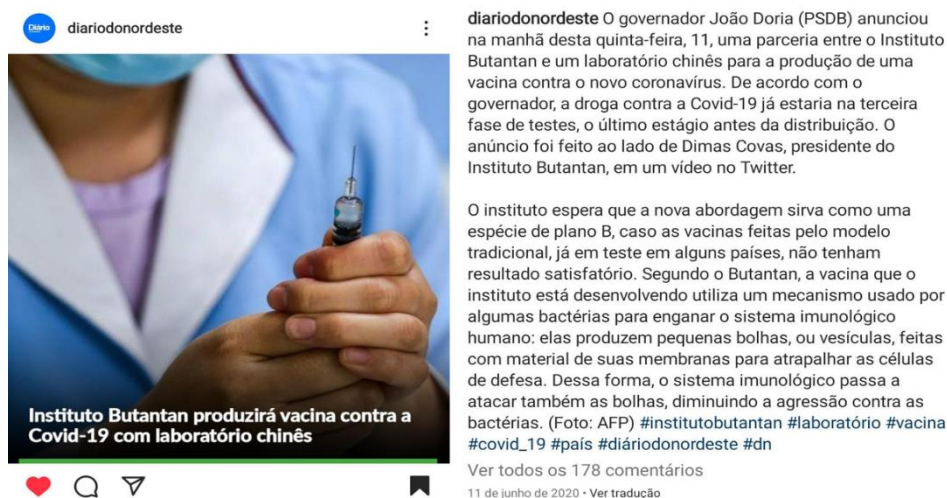 Diário
diariodonordeste
Instituto Butantan produzirá vacina contra a
Covid-19 com laboratório chinês
diariodonordeste O governador João Doria (PSDB) anunciou
na manhã desta quinta-feira, 11, uma parceria entre o Instituto
Butantan e um laboratório chinês para a produção de uma
vacina contra o novo coronavírus. De acordo com o
governador, a droga contra a Covid-19 já estaria na terceira
fase de testes, o último estágio antes da distribuição. O
anúncio foi feito ao lado de Dimas Covas, presidente do
Instituto Butantan, em um vídeo no Twitter.
O instituto espera que a nova abordagem sirva como uma
espécie de plano B, caso as vacinas feitas pelo modelo
tradicional, já em teste em alguns países, não tenham
resultado satisfatório. Segundo o Butantan, a vacina que o
instituto está desenvolvendo utiliza um mecanismo usado por
algumas bactérias para enganar o sistema imunológico
humano: elas produzem pequenas bolhas, ou vesículas, feitas
com material de suas membranas para atrapalhar as células
de defesa. Dessa forma, o sistema imunológico passa a
atacar também as bolhas, diminuindo a agressão contra as
bactérias. (Foto: AFP) #institutobutantan #laboratório #vacina
#covid_19 #país #diáriodonordeste #dn
Ver todos os 178 comentários
11 de junho de 2020 • Ver tradução